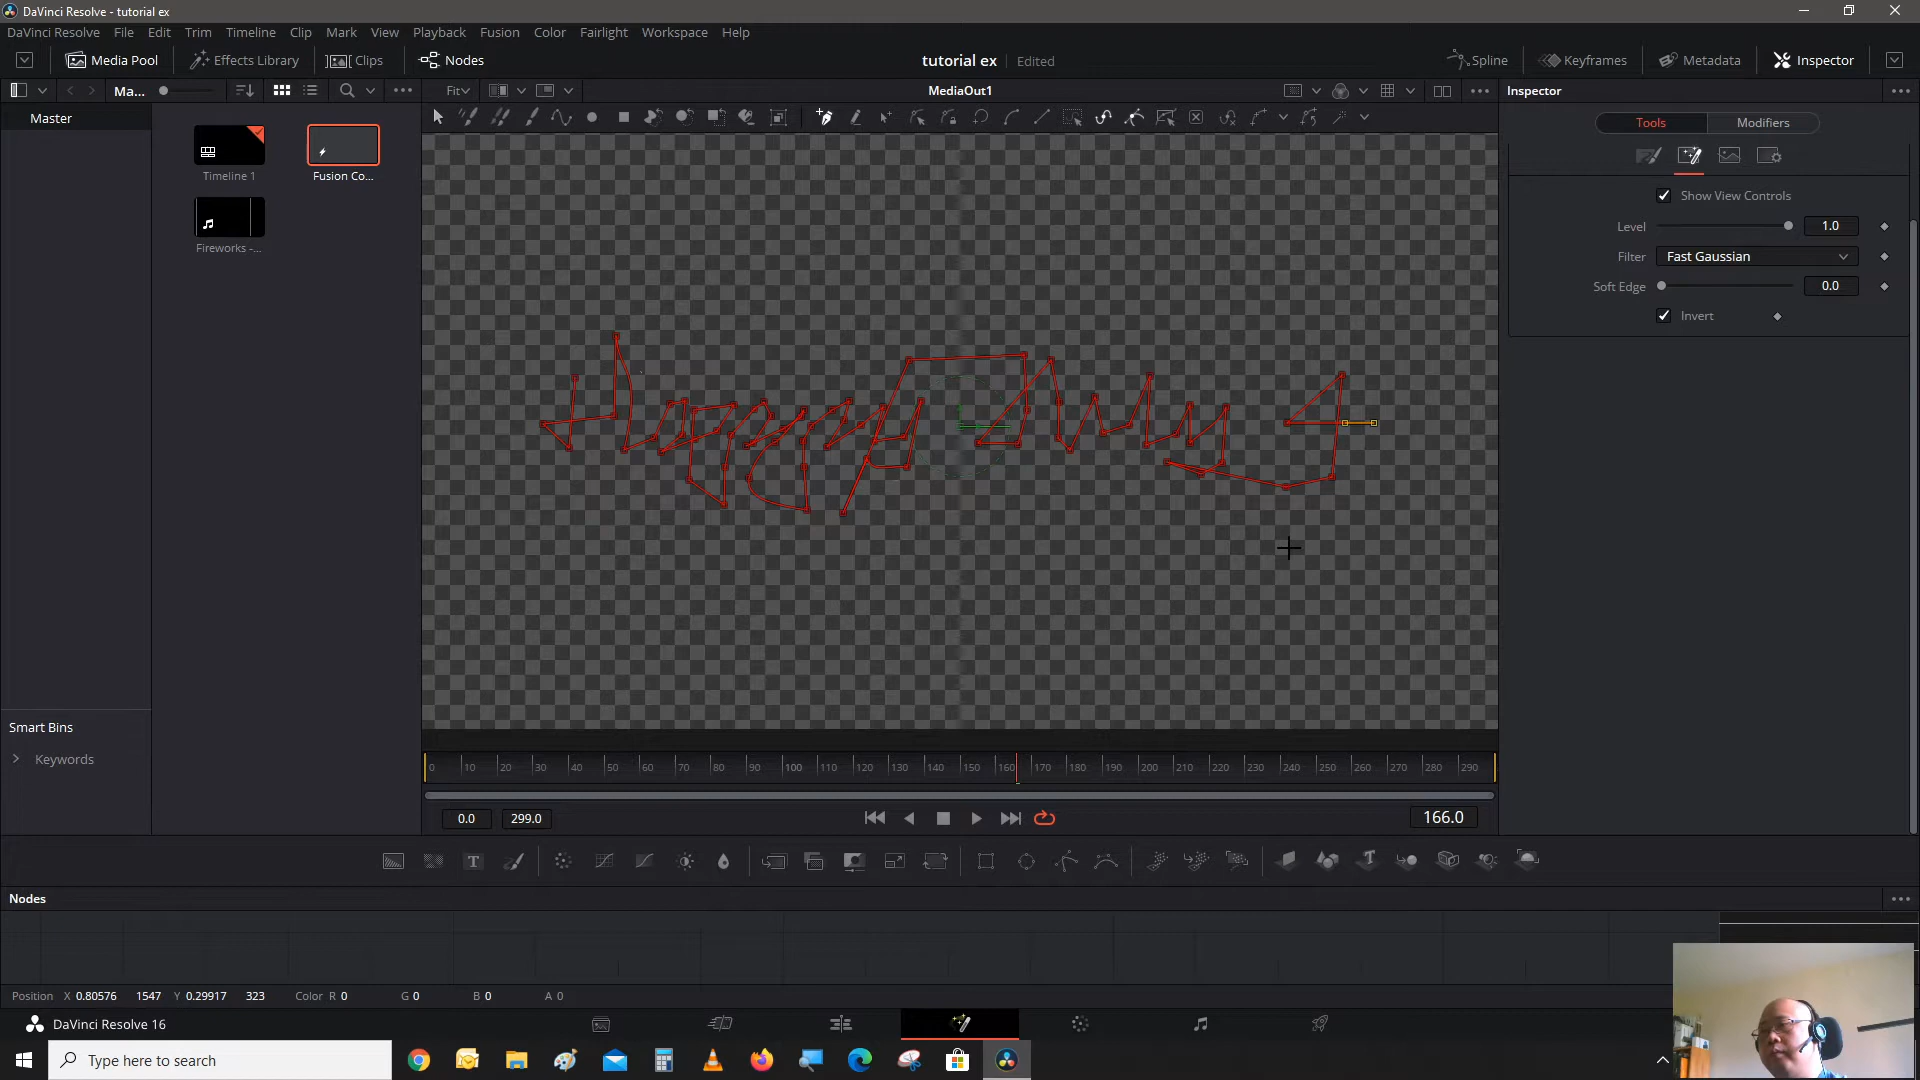 DaVinci Resolve - tutorial ex
DaVinci Resolve File Edit Trim Timeline Clip Mark View Playback Fusion Color Fairlight Workspace Help
Media Pool Effects Library Clips Nodes tutorial ex Edited Spline Keyframes Metadata Inspector
Ma... Fit MediaOut1 Inspector
Master
Tools Modifiers
Timeline 1 Fusion Co...
Fireworks -...
Show View Controls
Level 1.0
Filter Fast Gaussian
Soft Edge 0.0
Invert
Smart Bins
Keywords
0 10 20 30 40 50 60 70 80 90 100 110 120 130 140 150 160 170 180 190 200 210 220 230 240 250 260 270 280 290
0.0 299.0 166.0
Nodes
Position X 0.80576 1547 Y 0.29917 323 Color R 0 G 0 B 0 A 0
DaVinci Resolve 16
Type here to search